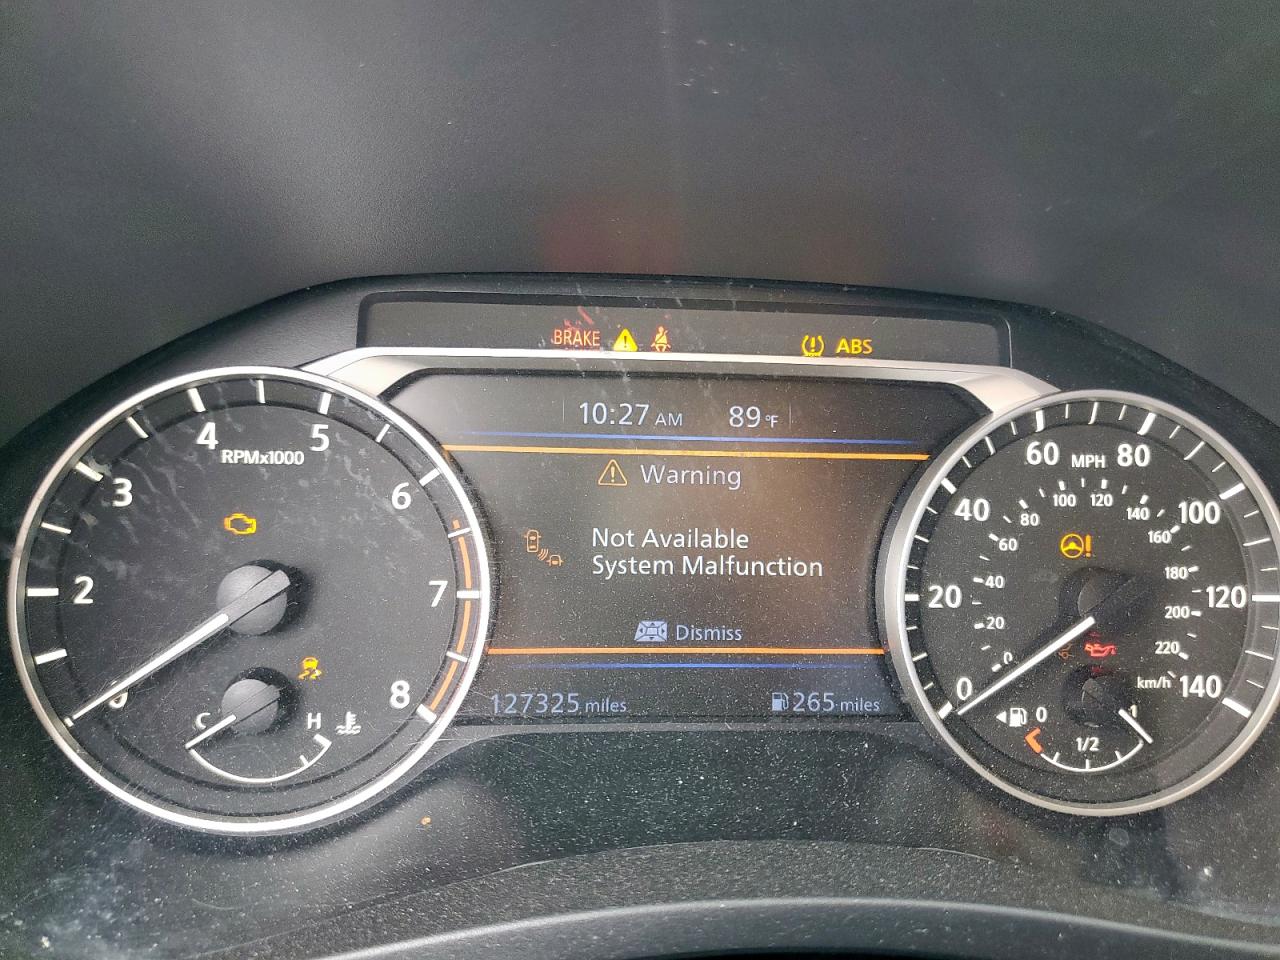 BRAKE
ABS
10:27 AM 89°F
Warning
Not Available
System Malfunction
Dismiss
127325 miles 265 miles
0
2
3
4
5
6
7
8
RPMx1000
C H
0
20
40
60
80
100
120
140
MPH
0
20
40
60
80
100
120
140
160
180
200
220
km/h
0
1/2
1